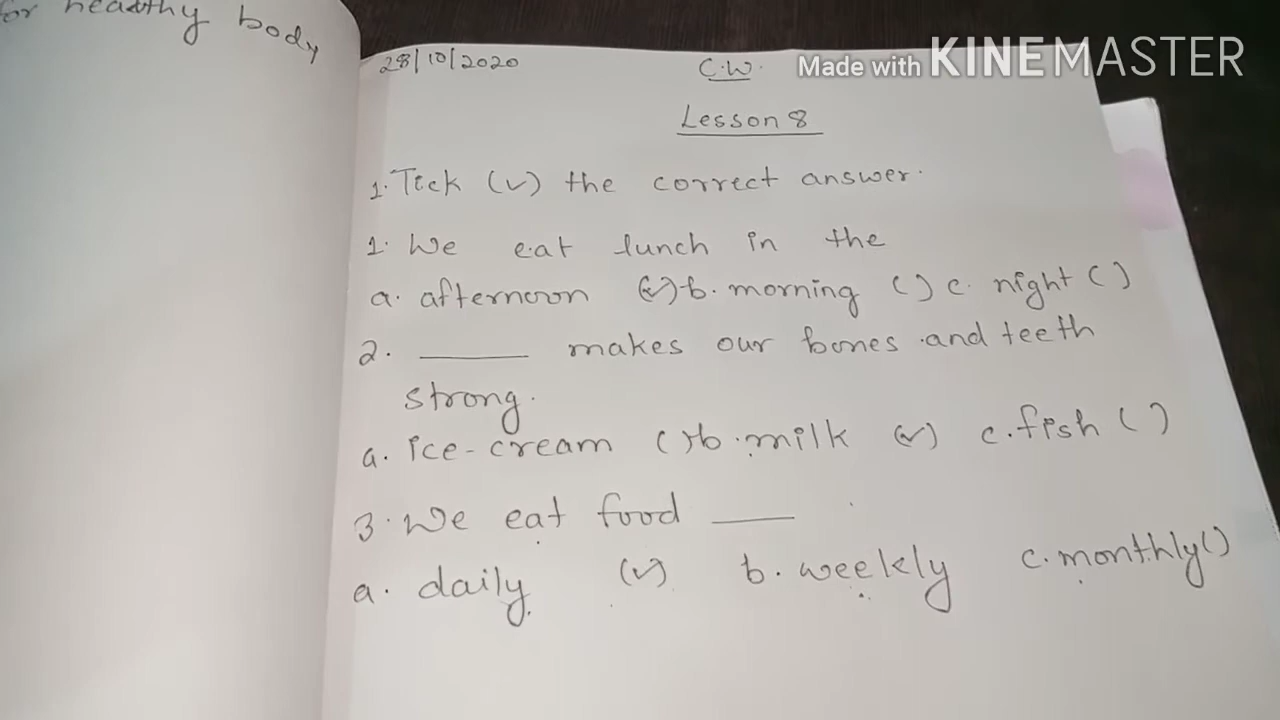 for healthy body
28/10/2020
C.W.
Made with KINEMASTER
Lesson 8
1. Tick (✓) the correct answer.
1. We eat lunch in the
a. afternoon (✓) b. morning ( ) c. night ( )
2. ______ makes our bones and teeth
strong.
a. ice-cream ( ) b. milk (✓) c. fish ( )
3. We eat food ____
a. daily (✓) b. weekly c. monthly ( )